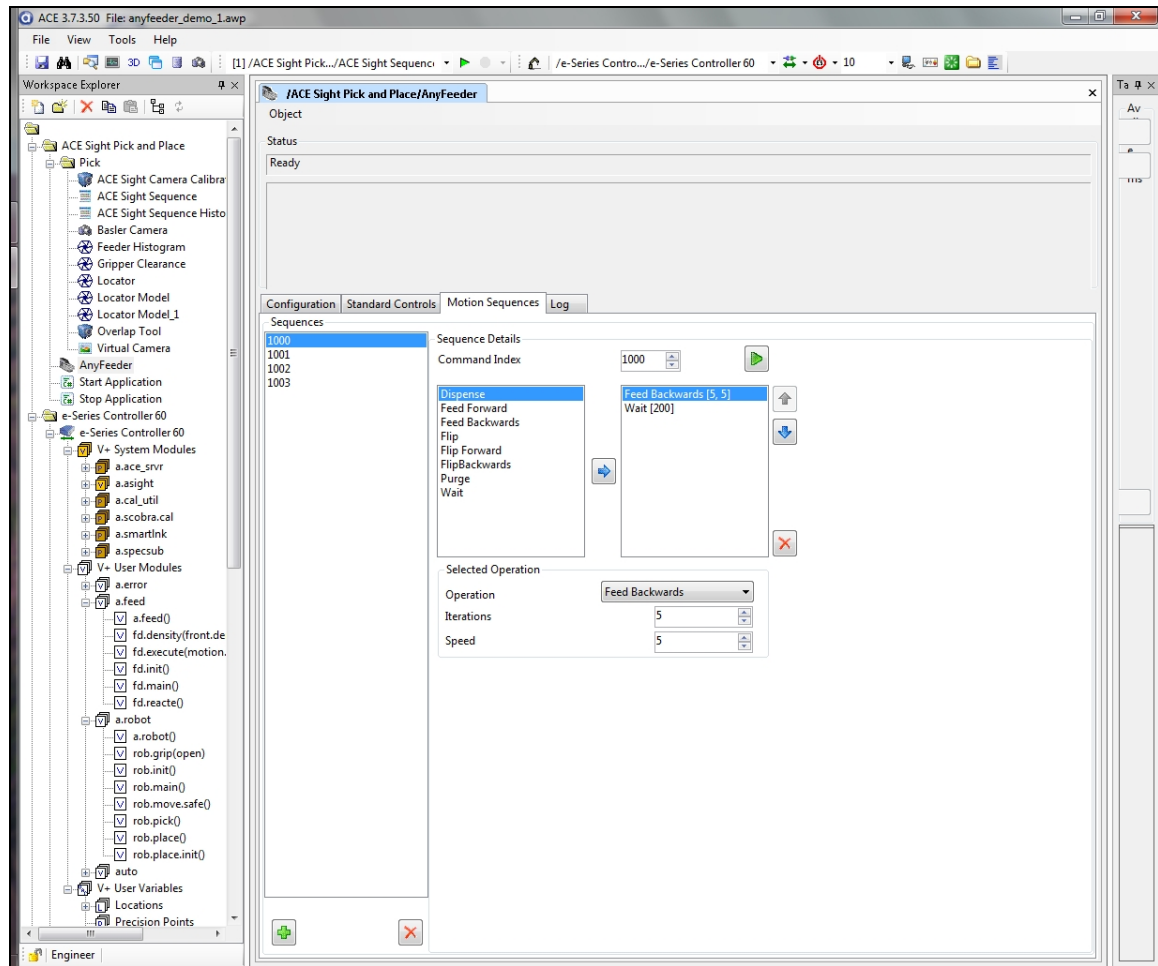 ACE 3.7.3.50 File: anyfeeder_demo_1.awp
File View Tools Help
[1] /ACE Sight Pick.../ACE Sight Sequenc
/e-Series Contro.../e-Series Controller 60
10
Workspace Explorer
ACE Sight Pick and Place
Pick
ACE Sight Camera Calibra
ACE Sight Sequence
ACE Sight Sequence Histo
Basler Camera
Feeder Histogram
Gripper Clearance
Locator
Locator Model
Locator Model_1
Overlap Tool
Virtual Camera
AnyFeeder
Start Application
Stop Application
e-Series Controller 60
e-Series Controller 60
V+ System Modules
a.ace_srvr
a.asight
a.cal_util
a.scobra.cal
a.smartlnk
a.specsub
V+ User Modules
a.error
a.feed
a.feed()
fd.density(front.de
fd.execute(motion.
fd.init()
fd.main()
fd.reacte()
a.robot
a.robot()
rob.grip(open)
rob.init()
rob.main()
rob.move.safe()
rob.pick()
rob.place()
rob.place.init()
auto
V+ User Variables
Locations
Precision Points
Engineer
/ACE Sight Pick and Place/AnyFeeder
Object
Status
Ready
Configuration Standard Controls Motion Sequences Log
Sequences
1000
1001
1002
1003
Sequence Details
Command Index 1000
Dispense
Feed Forward
Feed Backwards
Flip
Flip Forward
FlipBackwards
Purge
Wait
Feed Backwards [5, 5]
Wait [200]
Selected Operation
Operation Feed Backwards
Iterations 5
Speed 5
Ta
Av